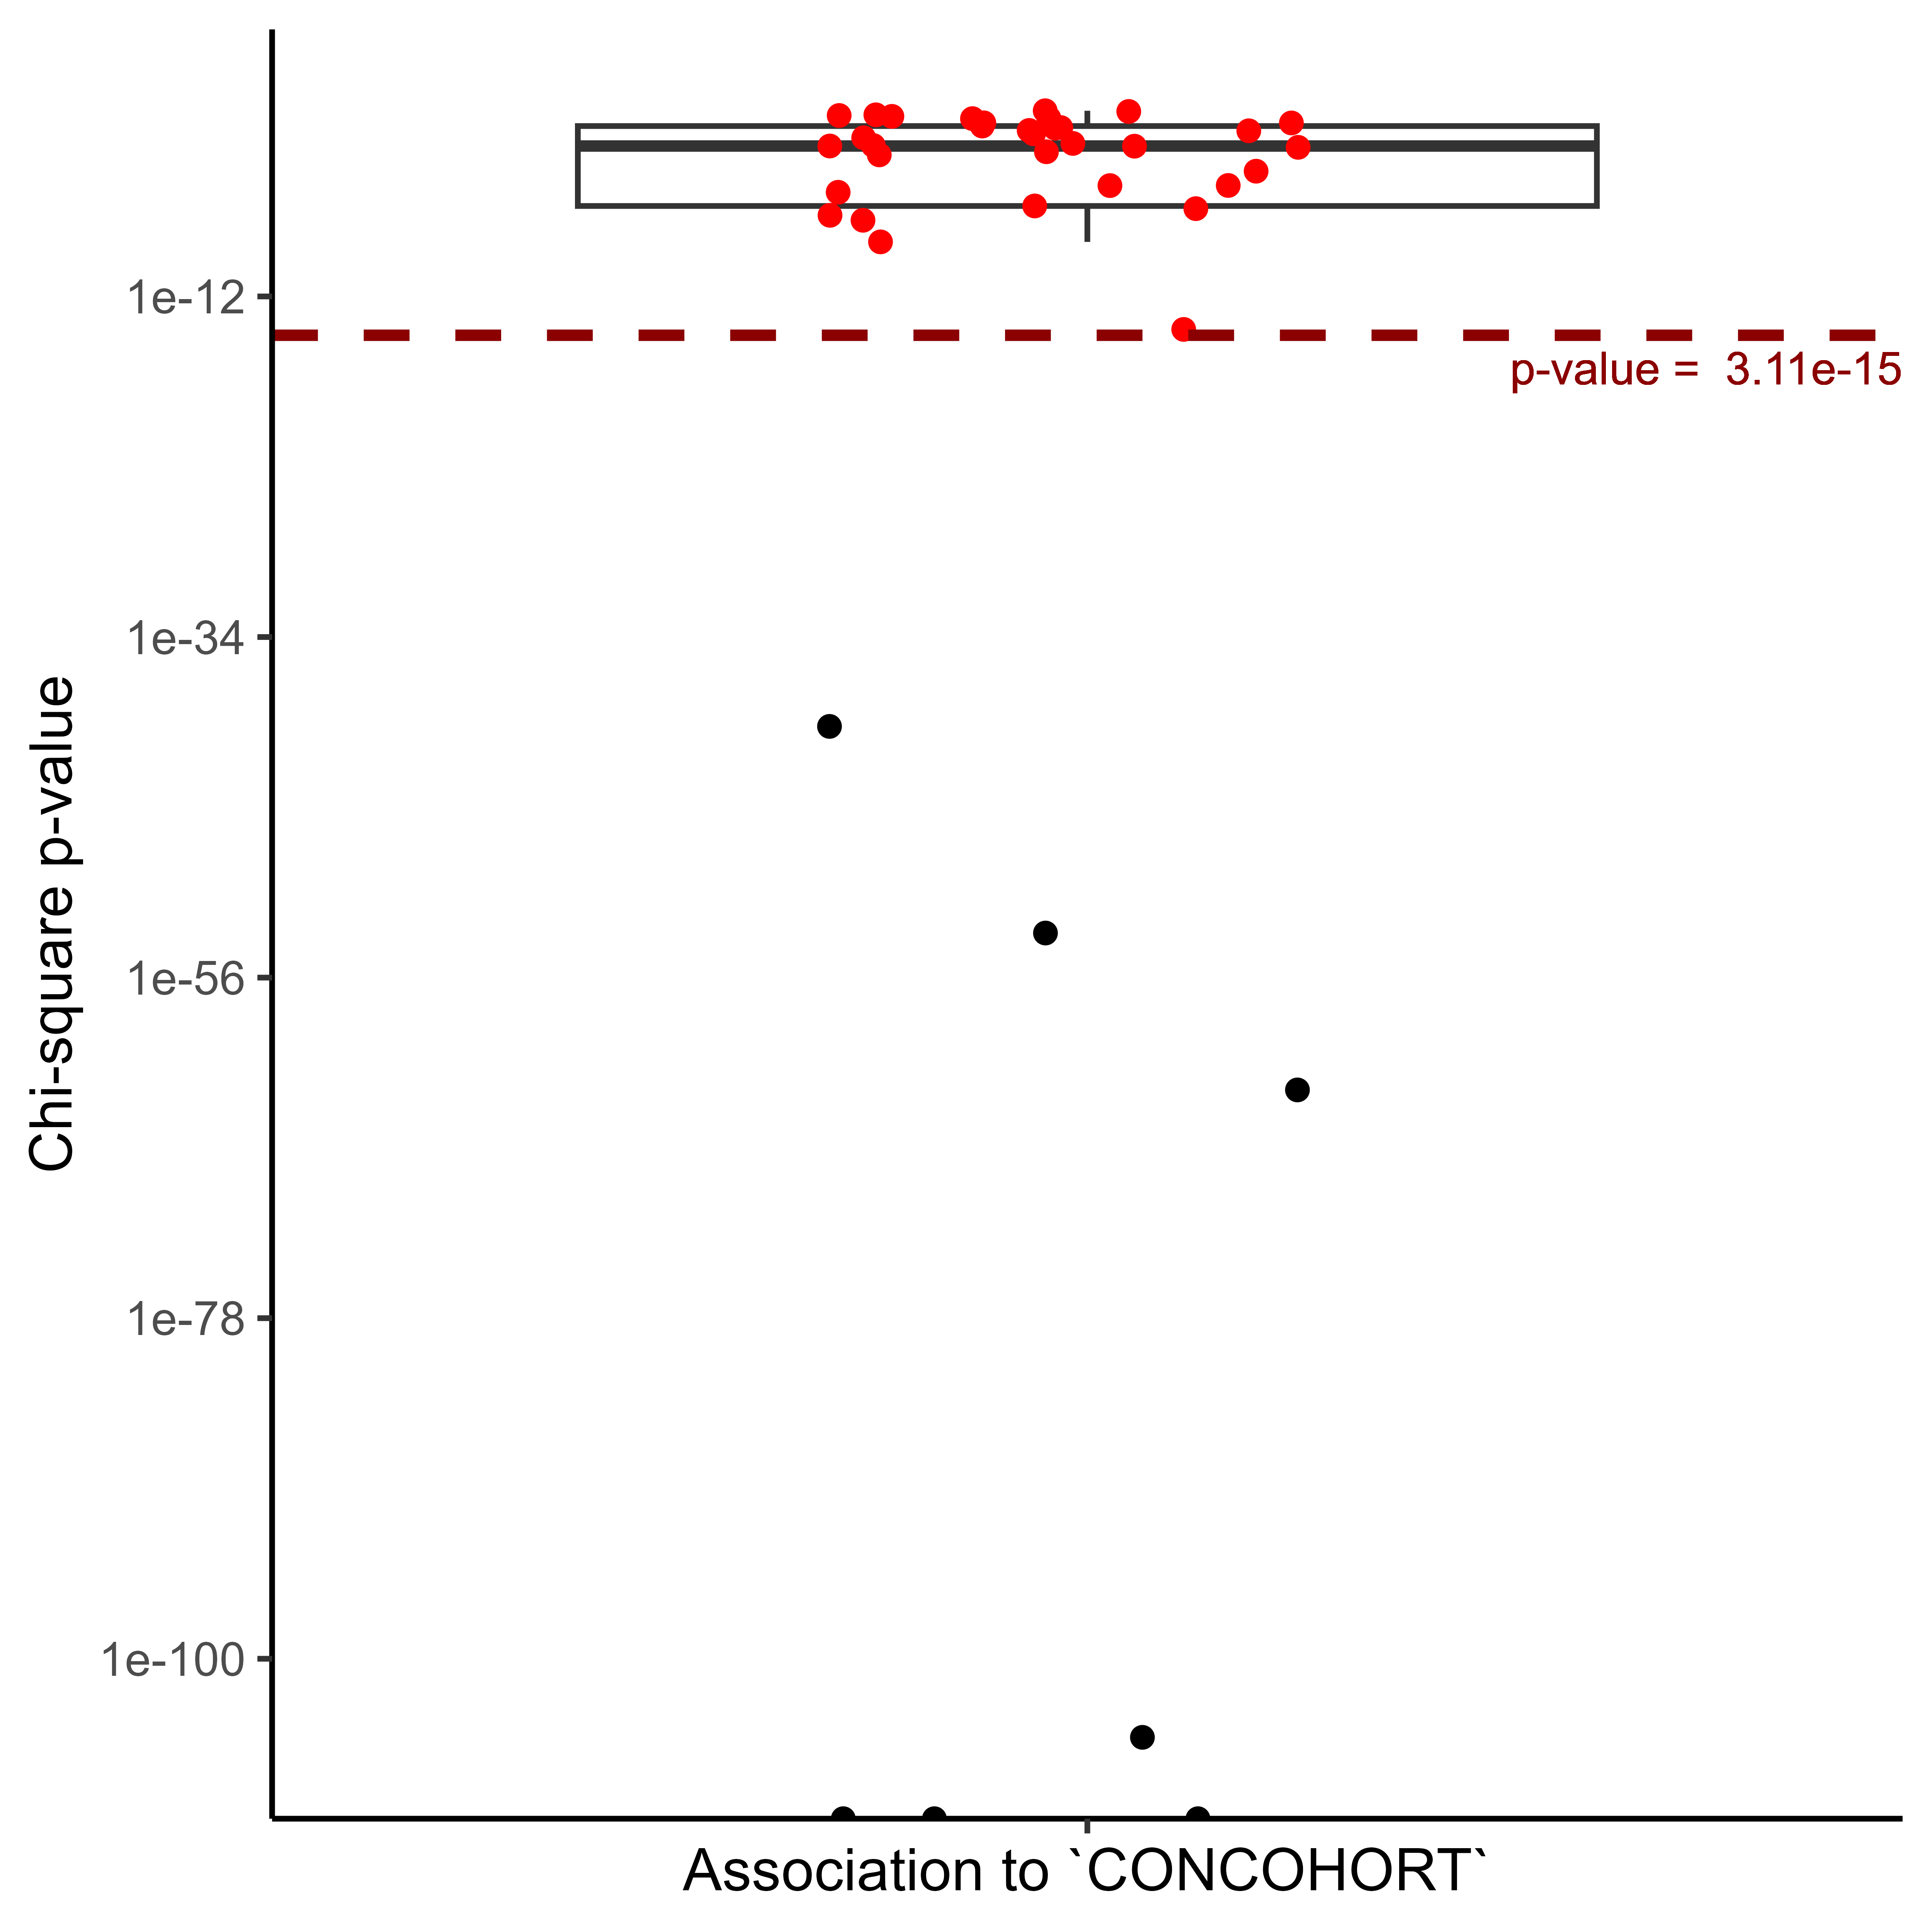 1e-12
p-value =  3.11e-15
1e-34
Chi-square p-value
1e-56
1e-78
1e-100
Association to `CONCOHORT`